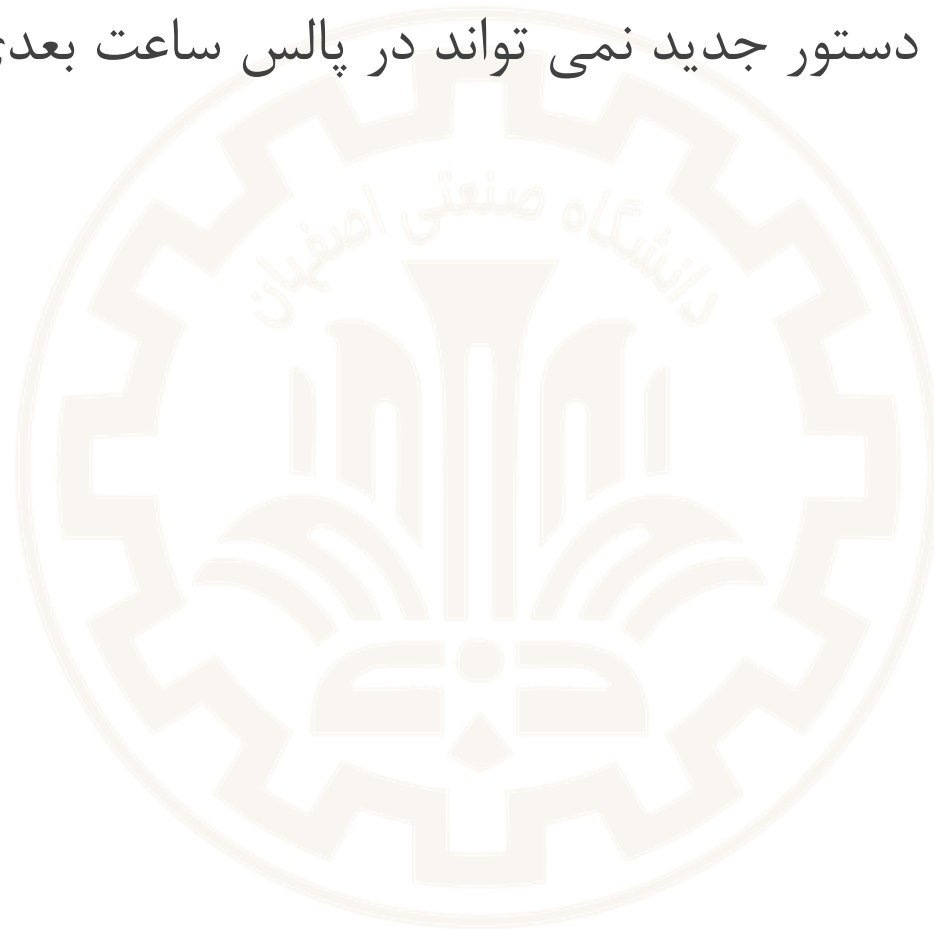 دستور جدید نمی تواند در پالس ساعت بعدی
دانشگاه صنعتی اصفهان